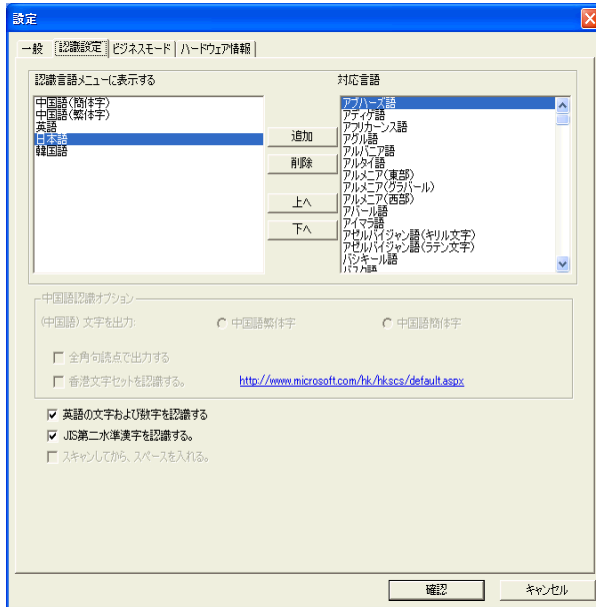 設定
一般
認識設定
ビジネスモード
ハードウェア情報
認識言語メニューに表示する
中国語(簡体字)
中国語(繁体字)
英語
日本語
韓国語
追加
削除
上へ
下へ
対応言語
アブハーズ語
アディゲ語
アフリカーンス語
アグル語
アルバニア語
アルタイ語
アルメニア(東部)
アルメニア(グラバール)
アルメニア(西部)
アバール語
アイマラ語
アゼルバイジャン語(キリル文字)
アゼルバイジャン語(ラテン文字)
バシキール語
バスク語
中国語認識オプション
(中国語) 文字を出力:
中国語繁体字
中国語簡体字
全角句読点で出力する
香港文字セットを認識する。
http://www.microsoft.com/hk/hkscs/default.aspx
英語の文字および数字を認識する
JIS第二水準漢字を認識する。
スキャンしてから、スペースを入れる。
確認
キャンセル